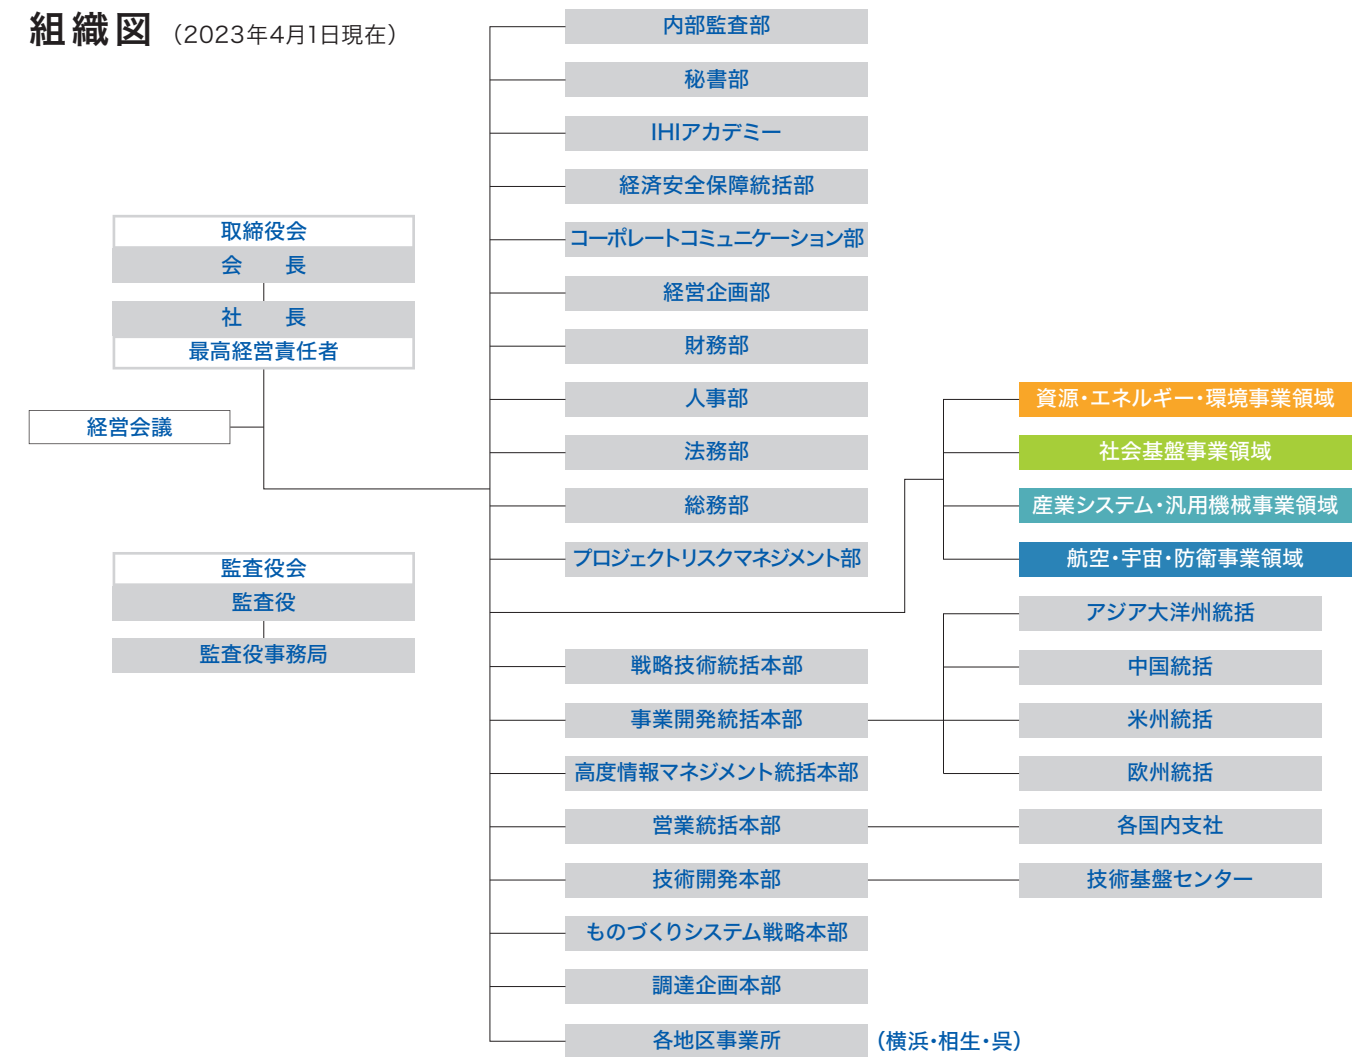 組織図 （2023年4月1日現在）
取締役会
会　　長
社　　長
最高経営責任者
経営会議
監査役会
監査役
監査役事務局
内部監査部
秘書部
IHIアカデミー
経済安全保障統括部
コーポレートコミュニケーション部
経営企画部
財務部
人事部
法務部
総務部
プロジェクトリスクマネジメント部
資源・エネルギー・環境事業領域
社会基盤事業領域
産業システム・汎用機械事業領域
航空・宇宙・防衛事業領域
戦略技術統括本部
事業開発統括本部
アジア大洋州統括
中国統括
米州統括
欧州統括
高度情報マネジメント統括本部
営業統括本部
各国内支社
技術開発本部
技術基盤センター
ものづくりシステム戦略本部
調達企画本部
各地区事業所 （横浜・相生・呉）